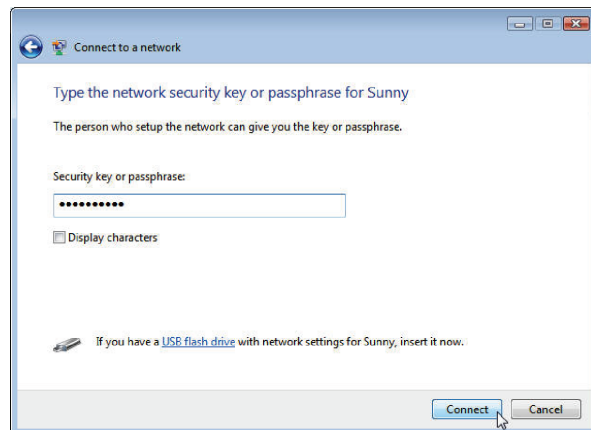 Connect to a network
Type the network security key or passphrase for Sunny
The person who setup the network can give you the key or passphrase.
Security key or passphrase:
••••••••••
Display characters
If you have a USB flash drive with network settings for Sunny, insert it now.
Connect
Cancel